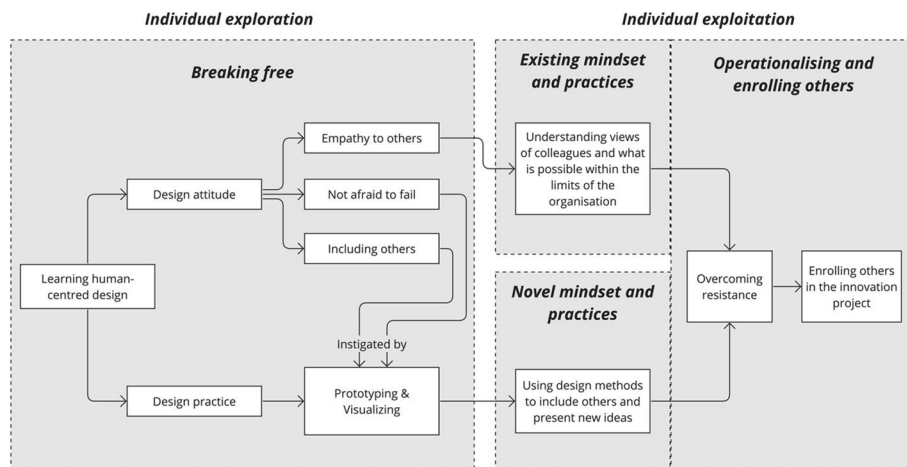 Individual exploration
Individual exploitation
Breaking free
Existing mindset
and practices
Operationalising and
enrolling others
Empathy to others
Understanding views
of colleagues and what
is possible within the
limits of the
organisation
Design attitude
Not afraid to fail
Including others
Learning human-
centred design
Overcoming
resistance
Enrolling others
in the innovation
project
Novel mindset and
practices
Instigated by
Design practice
Prototyping &
Visualizing
Using design methods
to include others and
present new ideas